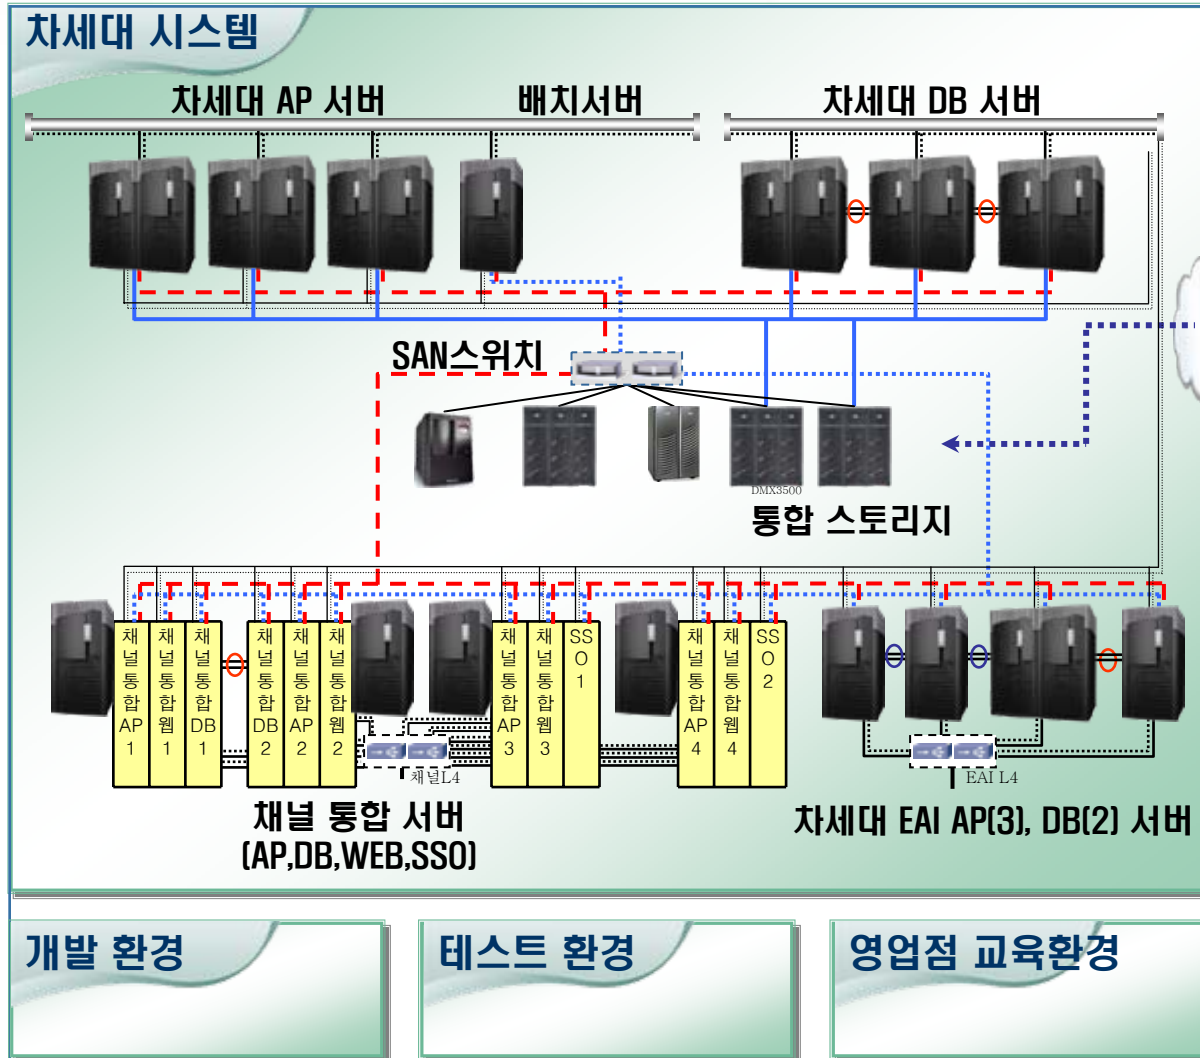 차세대 시스템
차세대 AP 서버
배치서버
차세대 DB 서버
SAN스위치
DMX3500
통합 스토리지
채널통합AP1
채널통합웹1
채널통합DB1
채널통합DB2
채널통합AP2
채널통합웹2
채널통합AP3
채널통합웹3
SSO1
채널통합AP4
채널통합웹4
SSO2
채널L4
EAI L4
채널 통합 서버
(AP,DB,WEB,SSO)
차세대 EAI AP(3), DB(2) 서버
개발 환경
테스트 환경
영업점 교육환경